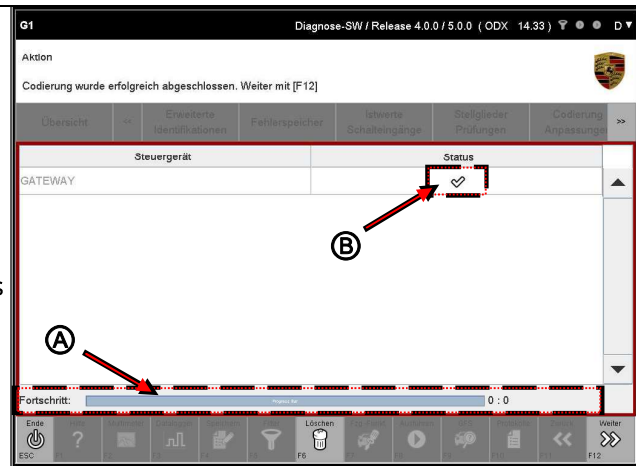 G1 Diagnose-SW / Release 4.0.0 / 5.0.0 ( ODX 14.33 ) D
Aktion
Codierung wurde erfolgreich abgeschlossen. Weiter mit [F12]
Übersicht << Erweiterte Identifikationen Fehlerspeicher Istwerte Schalteingänge Stellglieder Prüfungen Codierung Anpassungen >>
Steuergerät Status
GATEWAY
B
s
A
Fortschritt: Progress Bar 0 : 0
Ende Löschen Weiter
ESC F6 F12